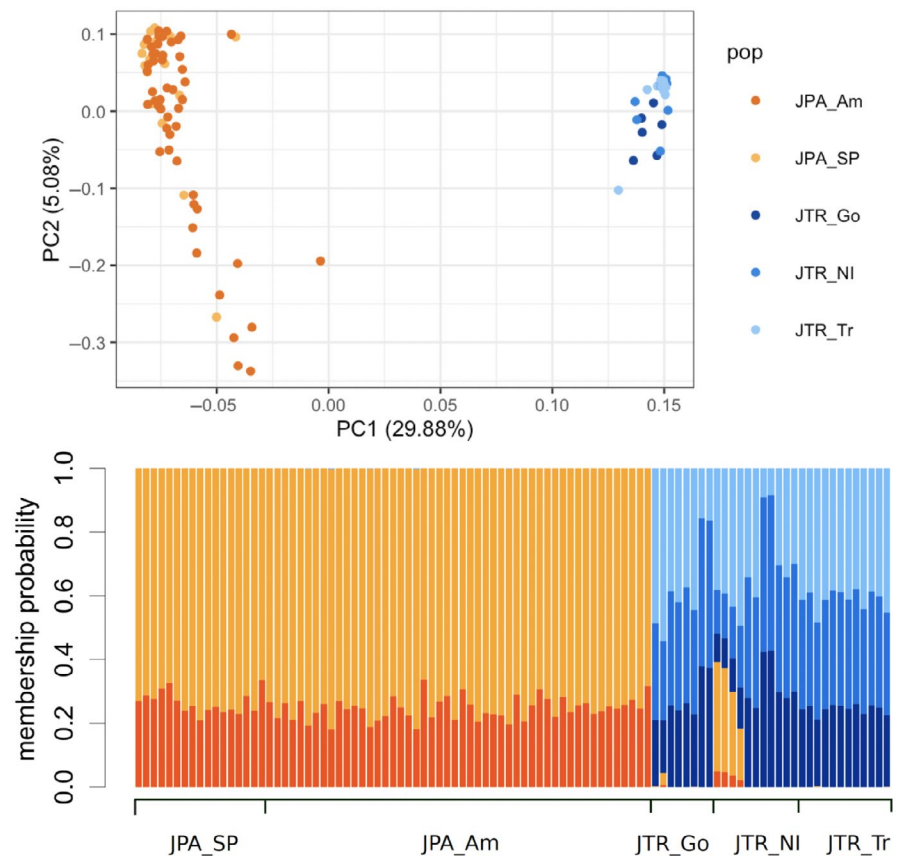 0.1
0.0
−0.1
−0.2
−0.3
PC2 (5.08%)
−0.05
0.00
0.05
0.10
0.15
PC1 (29.88%)
pop
JPA_Am
JPA_SP
JTR_Go
JTR_NI
JTR_Tr
membership probability
1.0
0.8
0.6
0.4
0.2
0.0
JPA_SP
JPA_Am
JTR_Go
JTR_NI
JTR_Tr